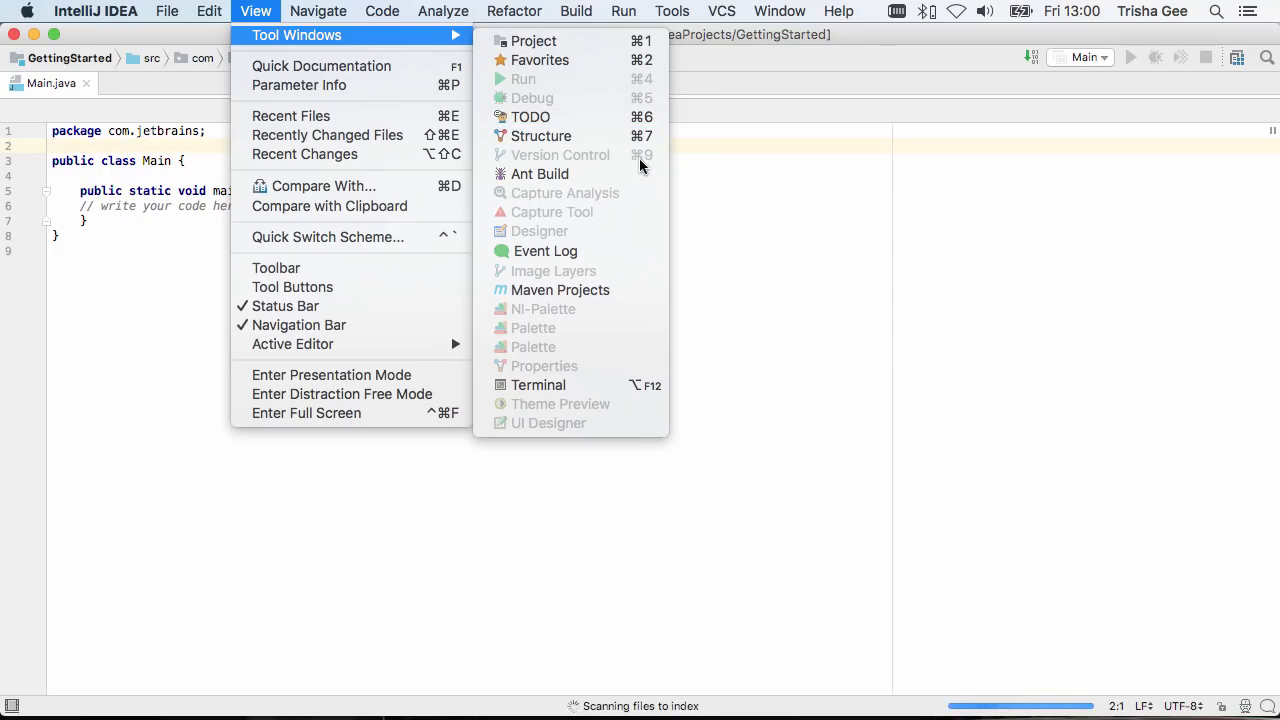 IntelliJ IDEA File Edit View Navigate Code Analyze Refactor Build Run Tools VCS Window Help Fri 13:00 Trisha Gee
eaProjects/GettingStarted]
GettingStarted src com Main
Main.java
Tool Windows
Quick Documentation F1
Parameter Info ⌘P
Recent Files ⌘E
Recently Changed Files ⇧⌘E
Recent Changes ⌥⇧C
Compare With... ⌘D
Compare with Clipboard
Quick Switch Scheme... ^ `
Toolbar
Tool Buttons
✓ Status Bar
✓ Navigation Bar
Active Editor
Enter Presentation Mode
Enter Distraction Free Mode
Enter Full Screen ^⌘F
Project ⌘1
Favorites ⌘2
Run ⌘4
Debug ⌘5
TODO ⌘6
Structure ⌘7
Version Control ⌘9
Ant Build
Capture Analysis
Capture Tool
Designer
Event Log
Image Layers
Maven Projects
NI-Palette
Palette
Palette
Properties
Terminal ⌥F12
Theme Preview
UI Designer
1 package com.jetbrains;
2
3 public class Main {
4
5 public static void mai
6 // write your code her
7 }
8 }
9
Scanning files to index 2:1 LF UTF-8